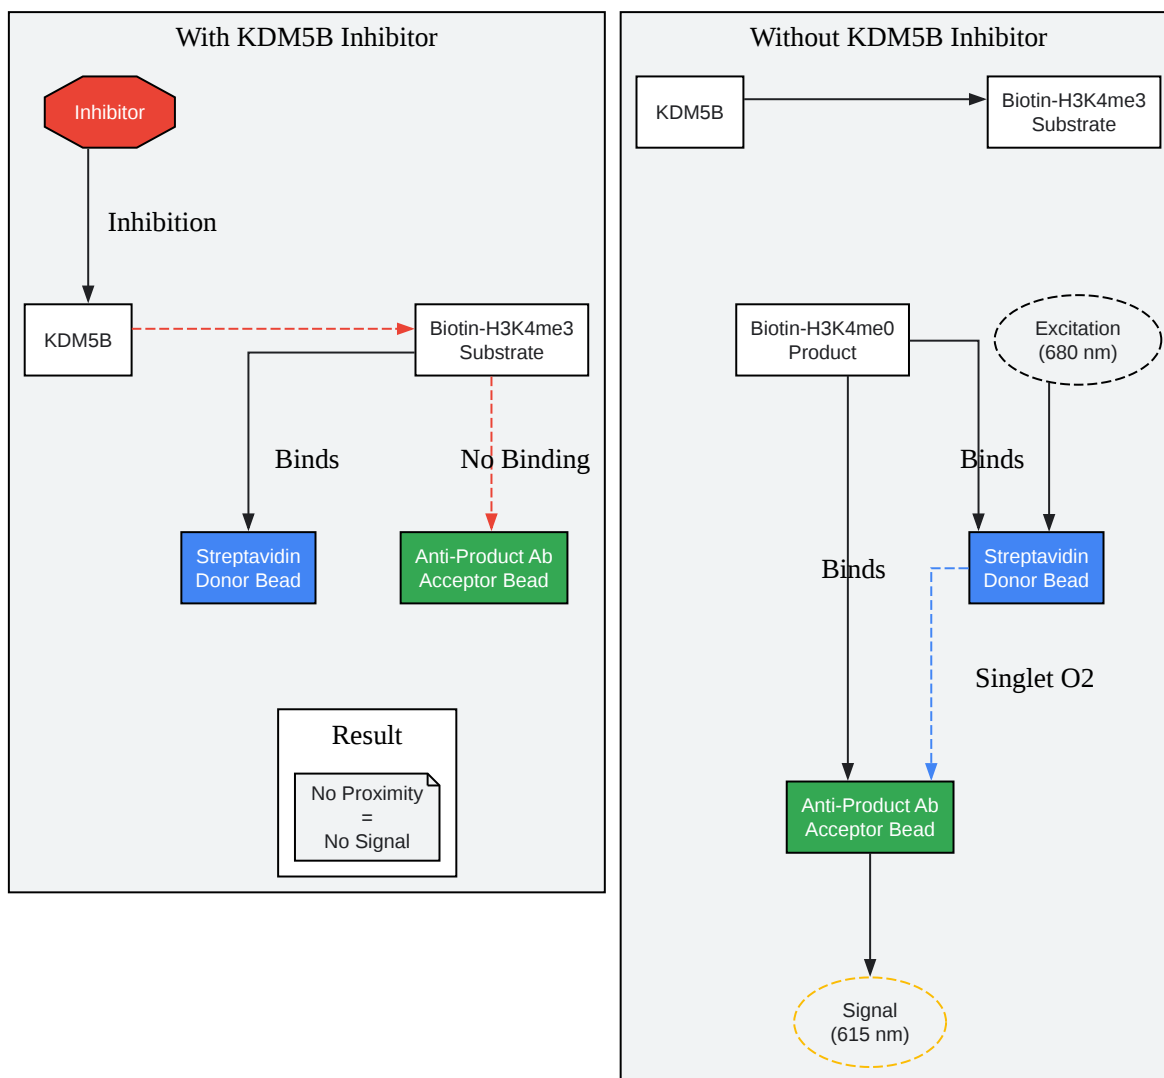 With KDM5B Inhibitor
Inhibitor
Inhibition
KDM5B
Biotin-H3K4me3
Substrate
Binds
No Binding
Streptavidin
Donor Bead
Anti-Product Ab
Acceptor Bead
Result
No Proximity
=
No Signal
Without KDM5B Inhibitor
KDM5B
Biotin-H3K4me3
Substrate
Biotin-H3K4me0
Product
Excitation
(680 nm)
Binds
Binds
Streptavidin
Donor Bead
Singlet O2
Anti-Product Ab
Acceptor Bead
Signal
(615 nm)